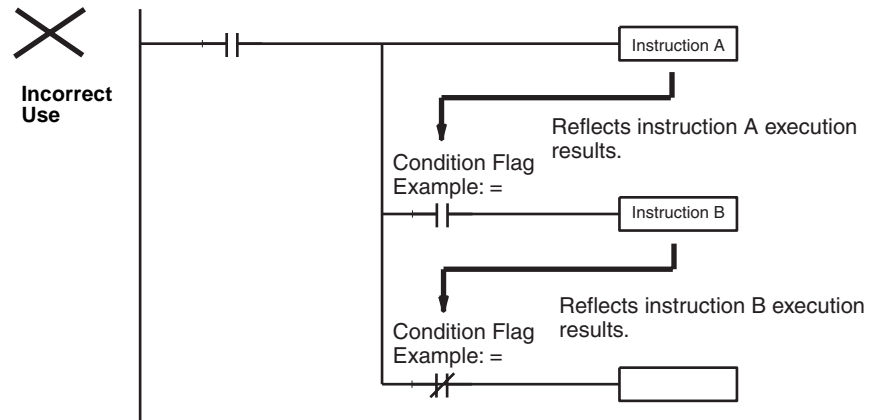 Incorrect
Use
Instruction A
Reflects instruction A execution
results.
Condition Flag
Example: =
Instruction B
Reflects instruction B execution
results.
Condition Flag
Example: =